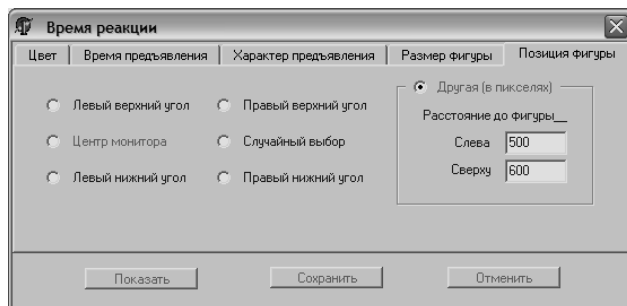 Время реакции
Цвет Время предъявления Характер предъявления Размер фигуры Позиция фигуры
Левый верхний угол Правый верхний угол Другая (в пикселях)
Расстояние до фигуры__
Центр монитора Случайный выбор Слева 500
Сверху 600
Левый нижний угол Правый нижний угол
Показать Сохранить Отменить